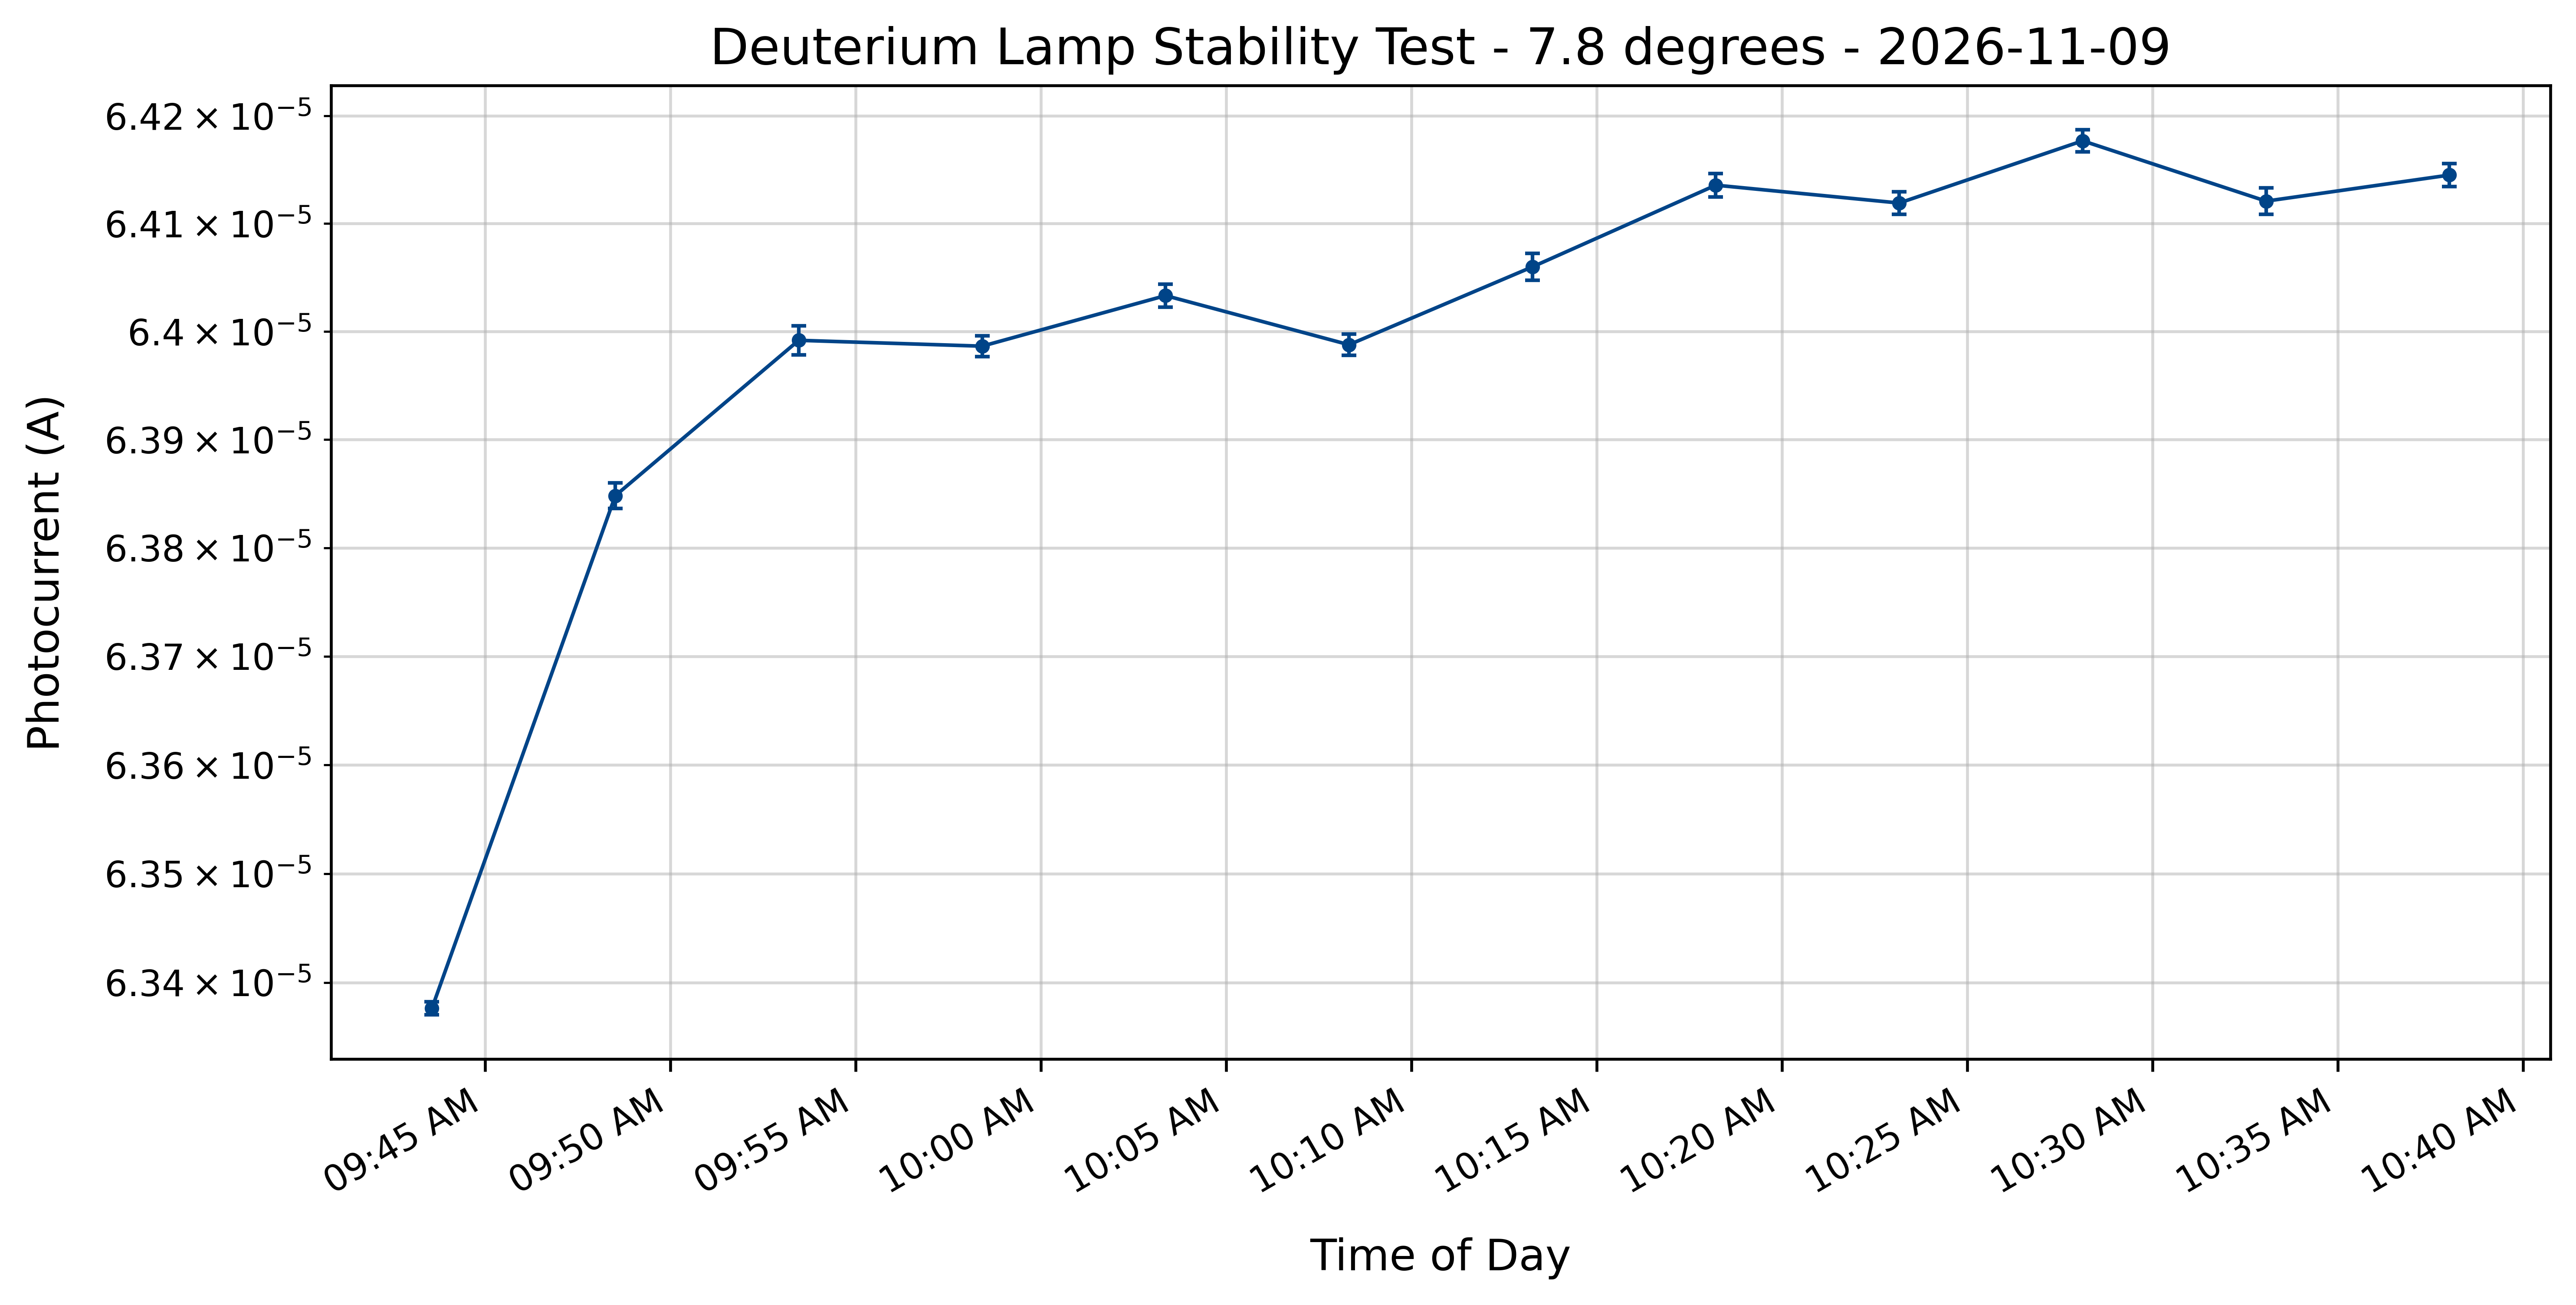 Deuterium Lamp Stability Test - 7.8 degrees - 2026-11-09
Photocurrent (A)
6.42 × 10⁻⁵
6.41 × 10⁻⁵
6.4 × 10⁻⁵
6.39 × 10⁻⁵
6.38 × 10⁻⁵
6.37 × 10⁻⁵
6.36 × 10⁻⁵
6.35 × 10⁻⁵
6.34 × 10⁻⁵
09:45 AM
09:50 AM
09:55 AM
10:00 AM
10:05 AM
10:10 AM
10:15 AM
10:20 AM
10:25 AM
10:30 AM
10:35 AM
10:40 AM
Time of Day